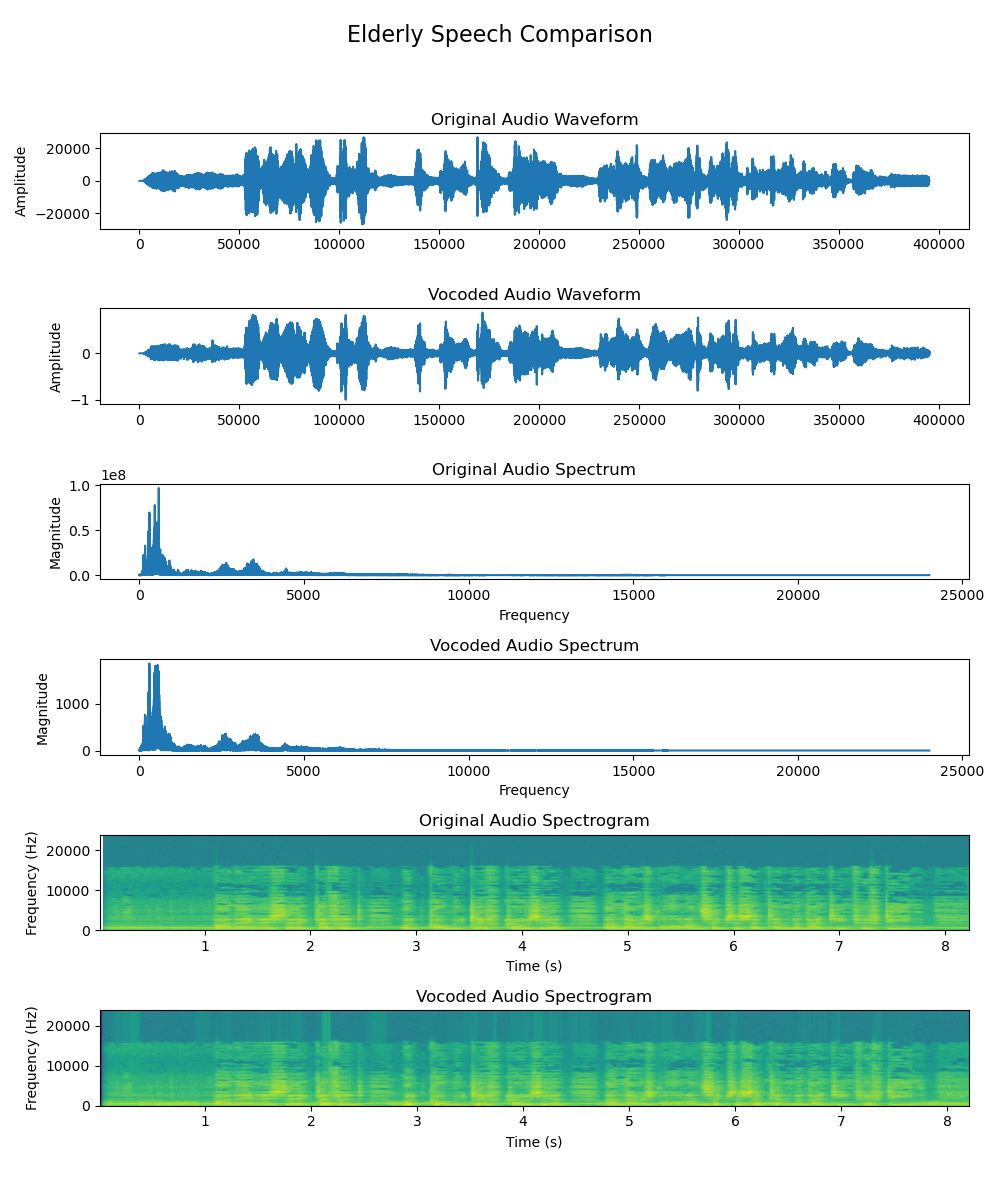 Elderly Speech Comparison
Original Audio Waveform
Amplitude
20000
0
−20000
0 50000 100000 150000 200000 250000 300000 350000 400000
Vocoded Audio Waveform
Amplitude
0
−1
0 50000 100000 150000 200000 250000 300000 350000 400000
Original Audio Spectrum
1e8
Magnitude
1.0
0.5
0.0
0 5000 10000 15000 20000 25000
Frequency
Vocoded Audio Spectrum
Magnitude
1000
0
0 5000 10000 15000 20000 25000
Frequency
Original Audio Spectrogram
Frequency (Hz)
20000
10000
0
1 2 3 4 5 6 7 8
Time (s)
Vocoded Audio Spectrogram
Frequency (Hz)
20000
10000
0
1 2 3 4 5 6 7 8
Time (s)